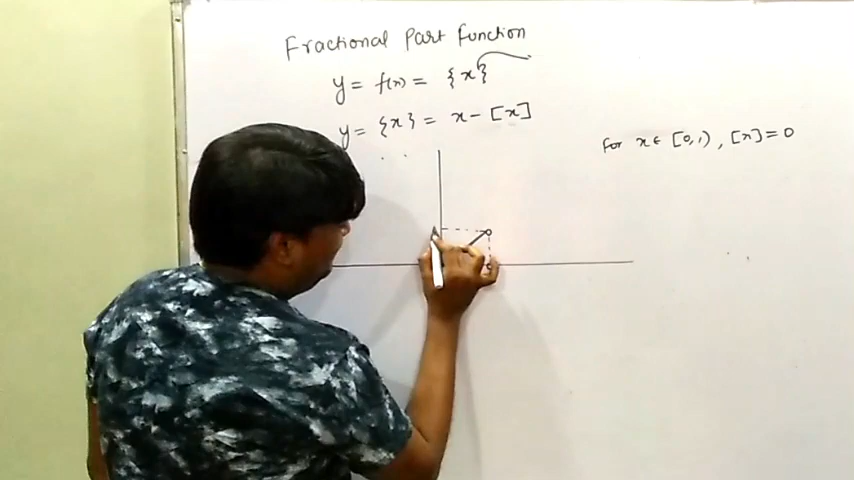 Fractional Part Function
y = f(x) = {x}
y = {x} = x - [x]
For x ∈ [0,1), [x] = 0